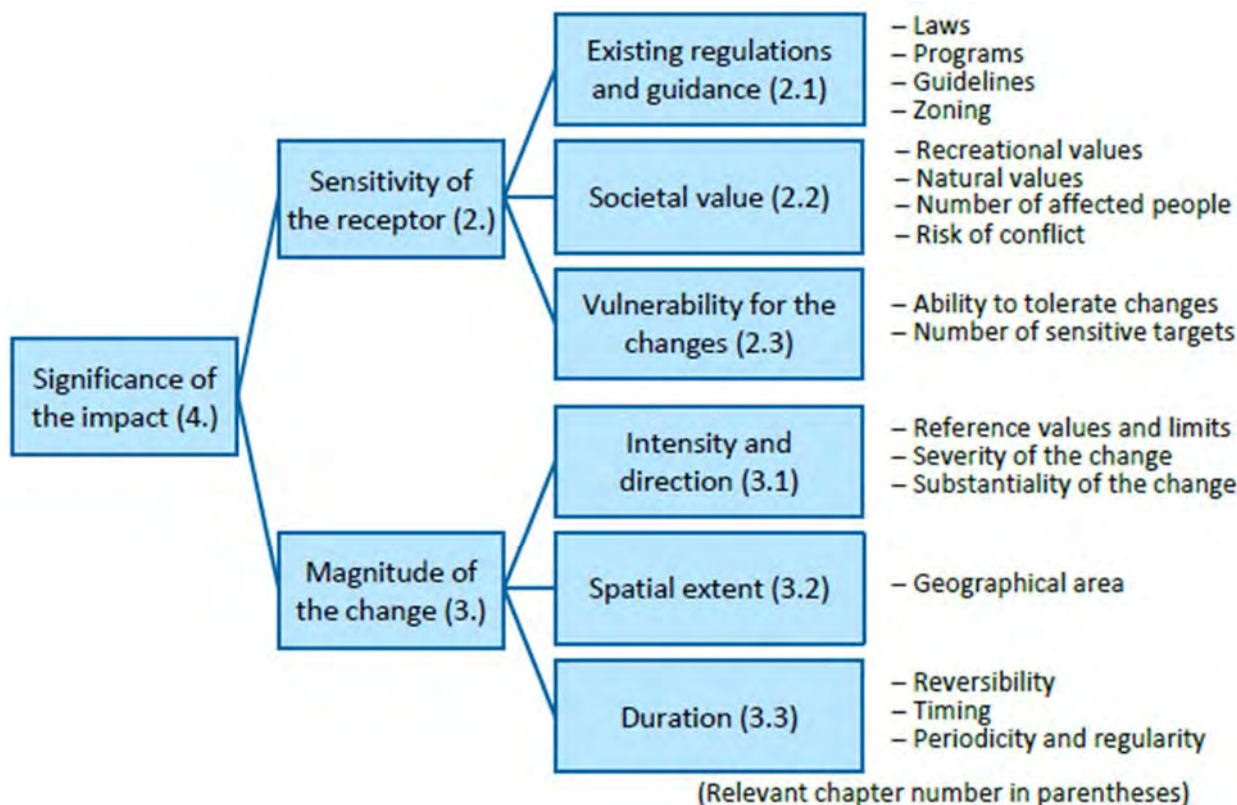 Significance of
the impact (4.)
Sensitivity of
the receptor (2.)
Existing regulations
and guidance (2.1)
– Laws
– Programs
– Guidelines
– Zoning
Societal value (2.2)
– Recreational values
– Natural values
– Number of affected people
– Risk of conflict
Vulnerability for the
changes (2.3)
– Ability to tolerate changes
– Number of sensitive targets
Magnitude of
the change (3.)
Intensity and
direction (3.1)
– Reference values and limits
– Severity of the change
– Substantiality of the change
Spatial extent (3.2)
– Geographical area
Duration (3.3)
– Reversibility
– Timing
– Periodicity and regularity
(Relevant chapter number in parentheses)